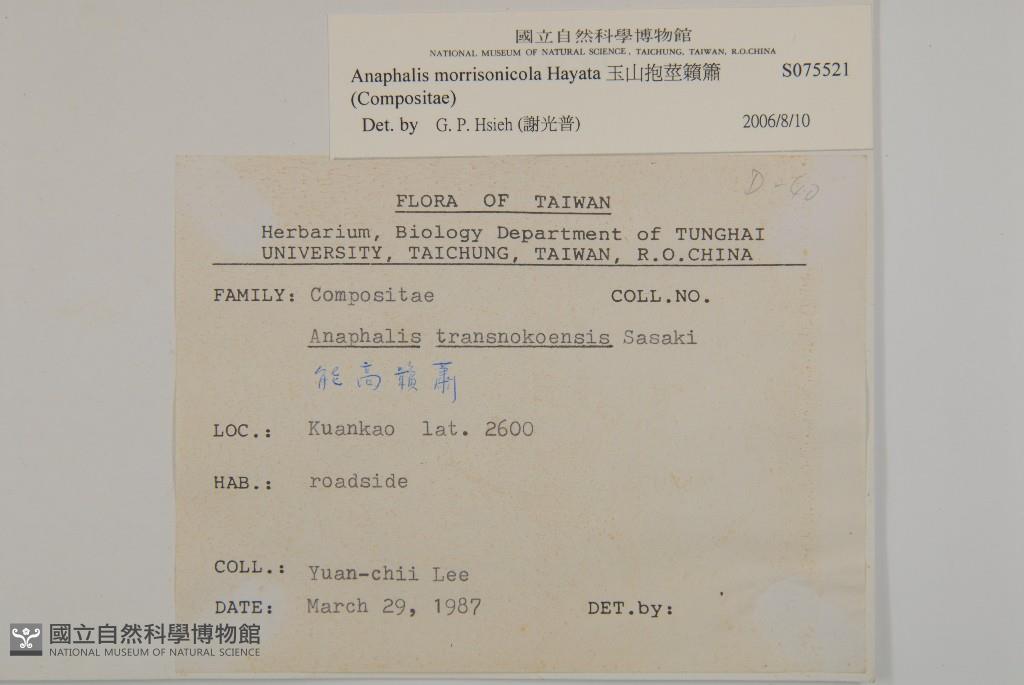 國立自然科學博物館
NATIONAL MUSEUM OF NATURAL SCIENCE, TAICHUNG, TAIWAN, R.O.CHINA
Anaphalis morrisonicola Hayata 玉山抱莖籟簫 S075521
(Compositae)
Det. by G. P. Hsieh (謝光普) 2006/8/10
D-40
FLORA OF TAIWAN
Herbarium, Biology Department of TUNGHAI
UNIVERSITY, TAICHUNG, TAIWAN, R.O.CHINA
FAMILY: Compositae COLL.NO.
Anaphalis transnokoensis Sasaki
能高籟蕭
LOC.: Kuankao lat. 2600
HAB.: roadside
COLL.: Yuan-chii Lee
DATE: March 29, 1987 DET.by:
國立自然科學博物館
NATIONAL MUSEUM OF NATURAL SCIENCE